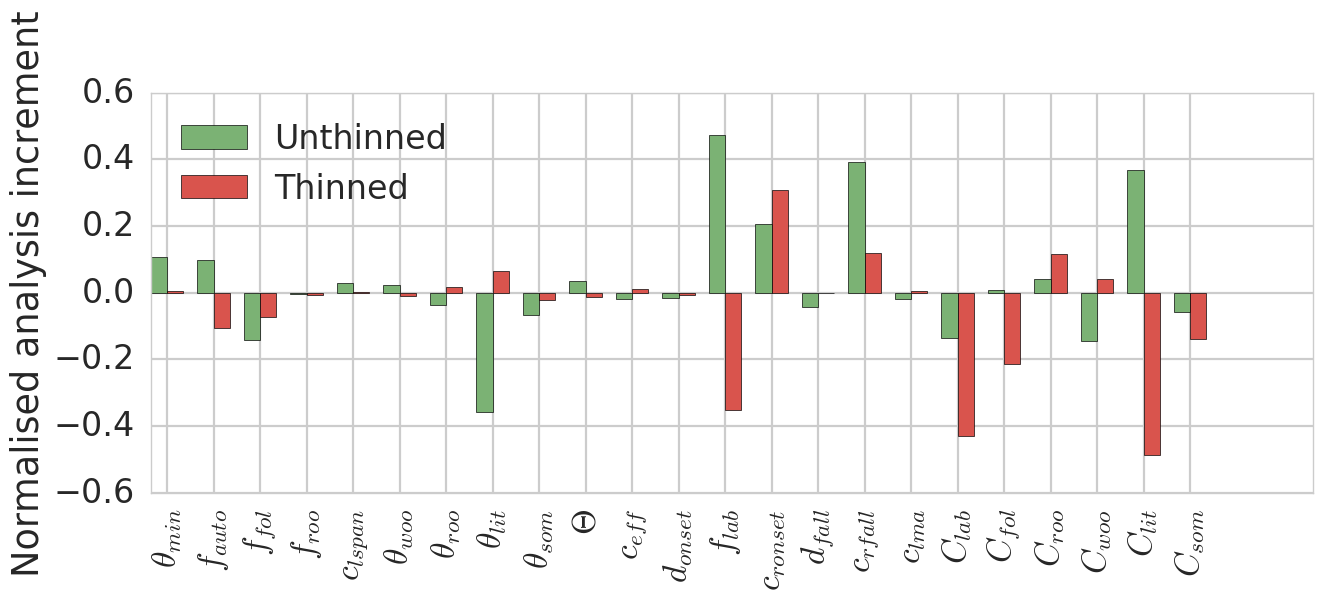 Normalised analysis increment
0.6
0.4
0.2
0.0
−0.2
−0.4
−0.6
Unthinned
Thinned
θmin
fauto
ffol
froo
clspan
θwoo
θroo
θlit
θsom
Θ
ceff
donset
flab
cronset
dfall
crfall
clma
Clab
Cfol
Croo
Cwoo
Clit
Csom